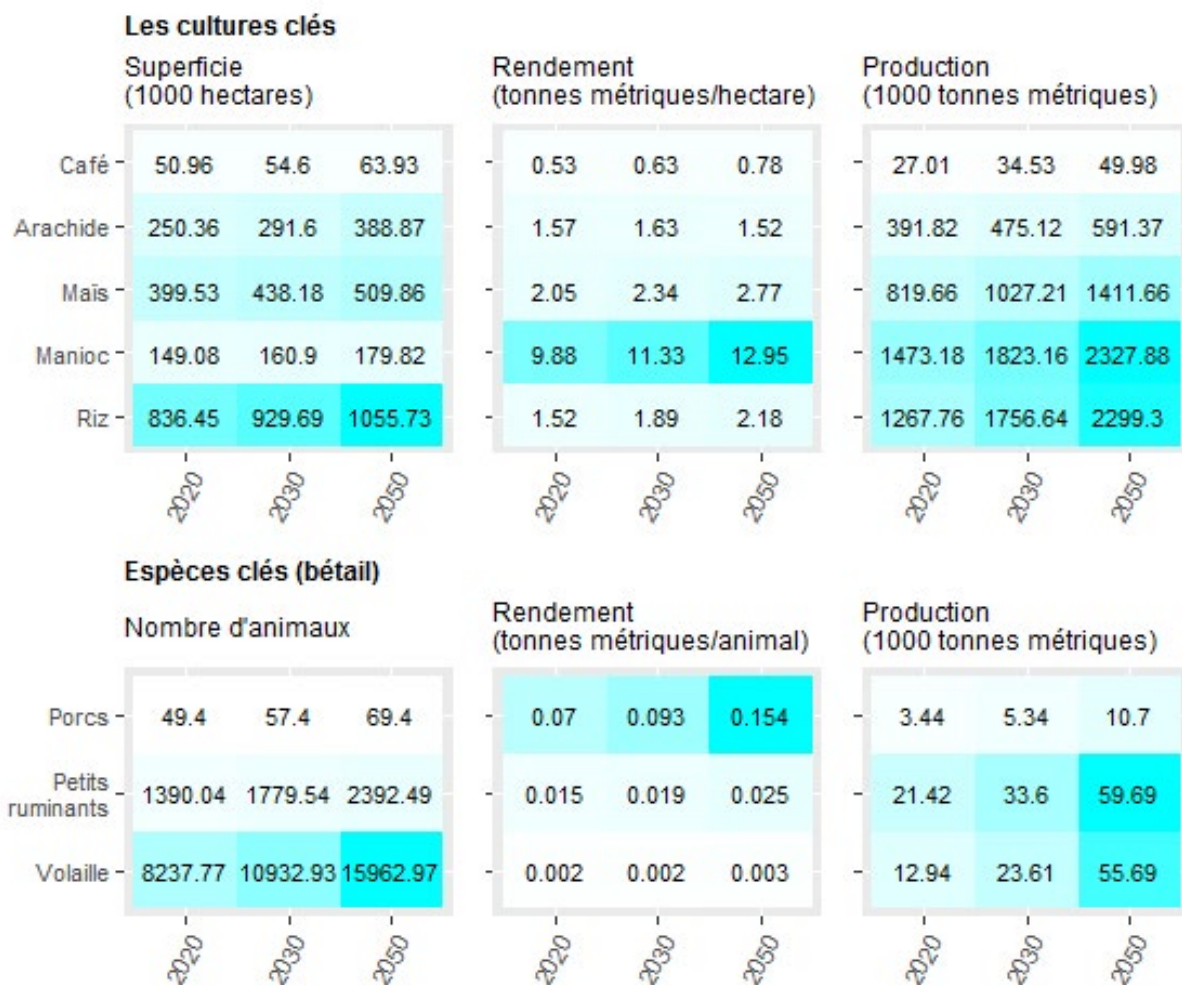 Les cultures clés
Superficie
(1000 hectares)
Rendement
(tonnes métriques/hectare)
Production
(1000 tonnes métriques)
Café 50.96 54.6 63.93 0.53 0.63 0.78 27.01 34.53 49.98
Arachide 250.36 291.6 388.87 1.57 1.63 1.52 391.82 475.12 591.37
Maïs 399.53 438.18 509.86 2.05 2.34 2.77 819.66 1027.21 1411.66
Manioc 149.08 160.9 179.82 9.88 11.33 12.95 1473.18 1823.16 2327.88
Riz 836.45 929.69 1055.73 1.52 1.89 2.18 1267.76 1756.64 2299.3
2020 2030 2050 2020 2030 2050 2020 2030 2050
Espèces clés (bétail)
Nombre d'animaux
Rendement
(tonnes métriques/animal)
Production
(1000 tonnes métriques)
Porcs 49.4 57.4 69.4 0.07 0.093 0.154 3.44 5.34 10.7
Petits
ruminants 1390.04 1779.54 2392.49 0.015 0.019 0.025 21.42 33.6 59.69
Volaille 8237.77 10932.93 15962.97 0.002 0.002 0.003 12.94 23.61 55.69
2020 2030 2050 2020 2030 2050 2020 2030 2050